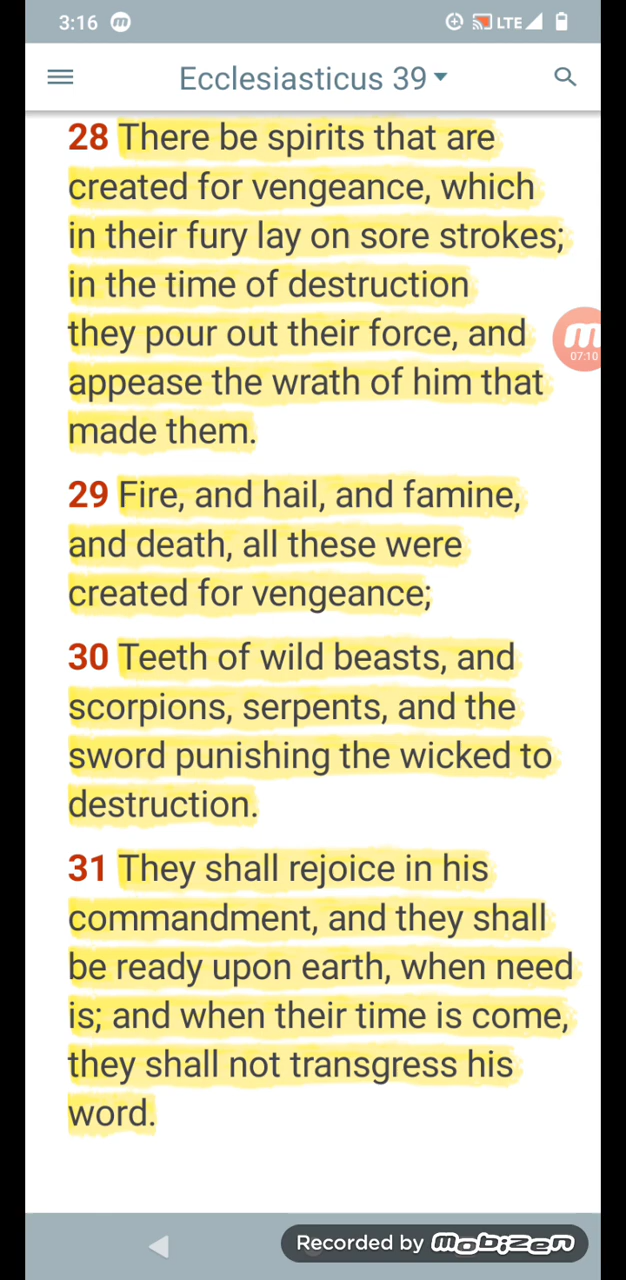 3:16 m LTE
Ecclesiasticus 39
28 There be spirits that are
created for vengeance, which
in their fury lay on sore strokes;
in the time of destruction
they pour out their force, and
appease the wrath of him that
made them.
m
07:10
29 Fire, and hail, and famine,
and death, all these were
created for vengeance;
30 Teeth of wild beasts, and
scorpions, serpents, and the
sword punishing the wicked to
destruction.
31 They shall rejoice in his
commandment, and they shall
be ready upon earth, when need
is; and when their time is come,
they shall not transgress his
word.
Recorded by mobizen